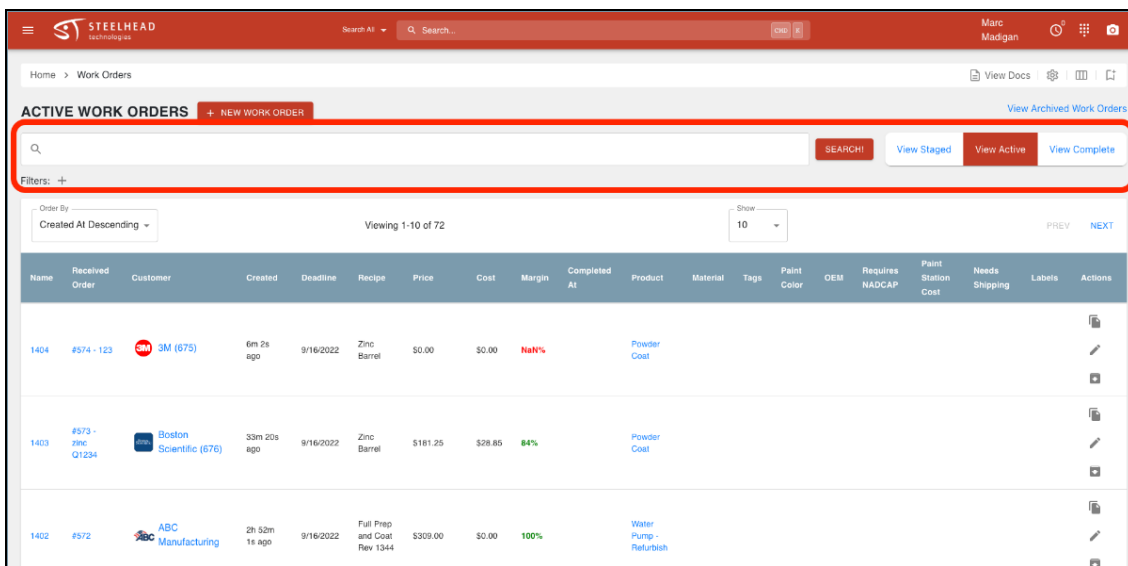 STEELHEAD
technologies
Search All
Search...
CMD K
Marc
Madigan
0
Home > Work Orders
View Docs
ACTIVE WORK ORDERS
+ NEW WORK ORDER
View Archived Work Orders
SEARCH!
View Staged
View Active
View Complete
Filters: +
Order By
Created At Descending
Viewing 1-10 of 72
Show
10
PREV
NEXT
Name
Received
Order
Customer
Created
Deadline
Recipe
Price
Cost
Margin
Completed
At
Product
Material
Tags
Paint
Color
OEM
Requires
NADCAP
Paint
Station
Cost
Needs
Shipping
Labels
Actions
1404
#574 - 123
3M
3M (675)
6m 2s
ago
9/16/2022
Zinc
Barrel
$0.00
$0.00
NaN%
Powder
Coat
1403
#573 -
zinc
Q1234
Boston
Scientific (676)
33m 20s
ago
9/16/2022
Zinc
Barrel
$181.25
$28.85
84%
Powder
Coat
1402
#572
ABC
ABC
Manufacturing
2h 52m
1s ago
9/16/2022
Full Prep
and Coat
Rev 1344
$309.00
$0.00
100%
Water
Pump -
Refurbish